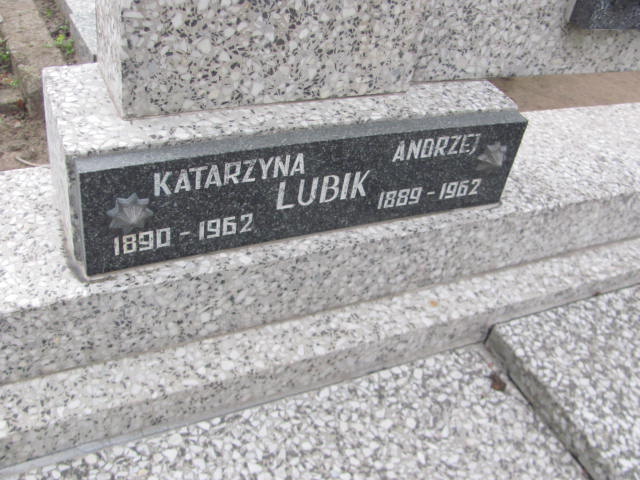 KATARZYNA ANDRZEJ
LUBIK
1890 - 1962 1889 - 1962